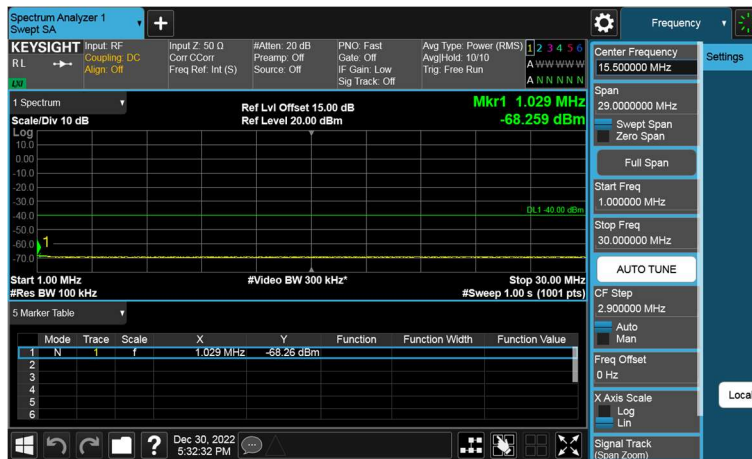 Spectrum Analyzer 1
Swept SA
+
Frequency
KEYSIGHT
RL
LXI
Input: RF
Coupling: DC
Align: Off
Input Z: 50 Ω
Corr CCorr
Freq Ref: Int (S)
#Atten: 20 dB
Preamp: Off
Source: Off
PNO: Fast
Gate: Off
IF Gain: Low
Sig Track: Off
Avg Type: Power (RMS)
Avg|Hold: 10/10
Trig: Free Run
1 2 3 4 5 6
A W W W W W
A N N N N N
1 Spectrum
Scale/Div 10 dB
Ref Lvl Offset 15.00 dB
Ref Level 20.00 dBm
Mkr1 1.029 MHz
-68.259 dBm
Log
10.0
0.00
-10.0
-20.0
-30.0
-40.0
-50.0
-60.0
-70.0
1
DL1 -40.00 dBm
Start 1.00 MHz
#Video BW 300 kHz*
Stop 30.00 MHz
#Res BW 100 kHz
#Sweep 1.00 s (1001 pts)
5 Marker Table
Mode Trace Scale X Y Function Function Width Function Value
1 N 1 f 1.029 MHz -68.26 dBm
2
3
4
5
6
?
Dec 30, 2022
5:32:32 PM
Center Frequency
15.500000 MHz
Span
29.0000000 MHz
Swept Span
Zero Span
Full Span
Start Freq
1.000000 MHz
Stop Freq
30.000000 MHz
AUTO TUNE
CF Step
2.900000 MHz
Auto
Man
Freq Offset
0 Hz
X Axis Scale
Log
Lin
Signal Track
(Span Zoom)
Settings
Local